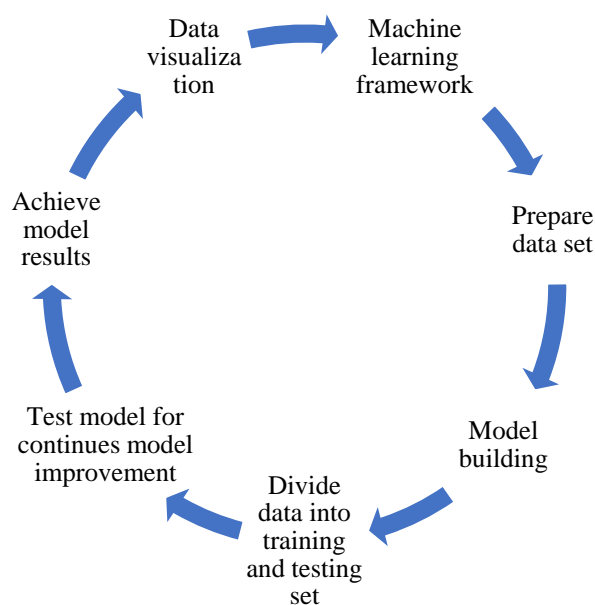 Data
visualiza
tion
Machine
learning
framework
Prepare
data set
Model
building
Divide
data into
training
and testing
set
Test model for
continues model
improvement
Achieve
model
results